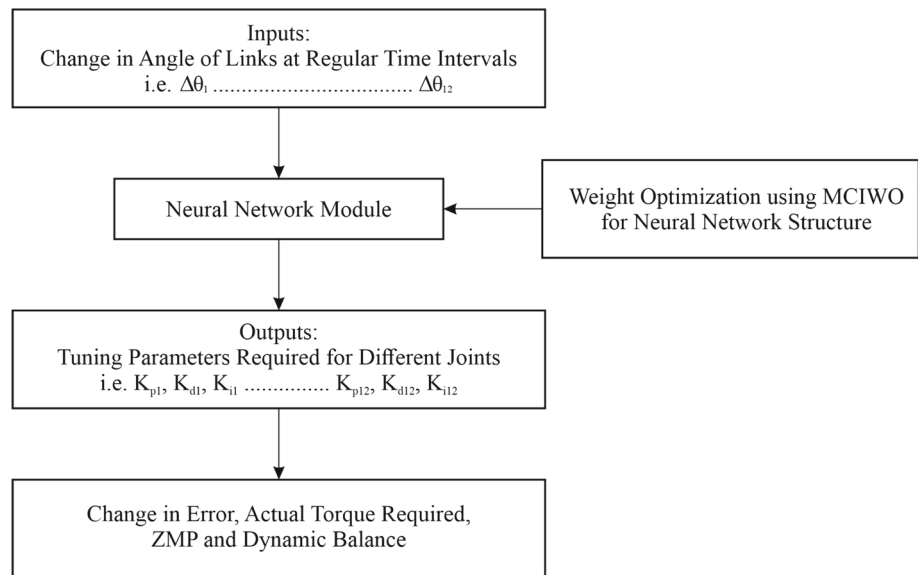 Inputs:
Change in Angle of Links at Regular Time Intervals
i.e. Δθ₁ .................................. Δθ₁₂
Neural Network Module
Weight Optimization using MCIWO
for Neural Network Structure
Outputs:
Tuning Parameters Required for Different Joints
i.e. Kₚ₁, K_d1, Kᵢ₁ ............... Kₚ₁₂, K_d12, Kᵢ₁₂
Change in Error, Actual Torque Required,
ZMP and Dynamic Balance